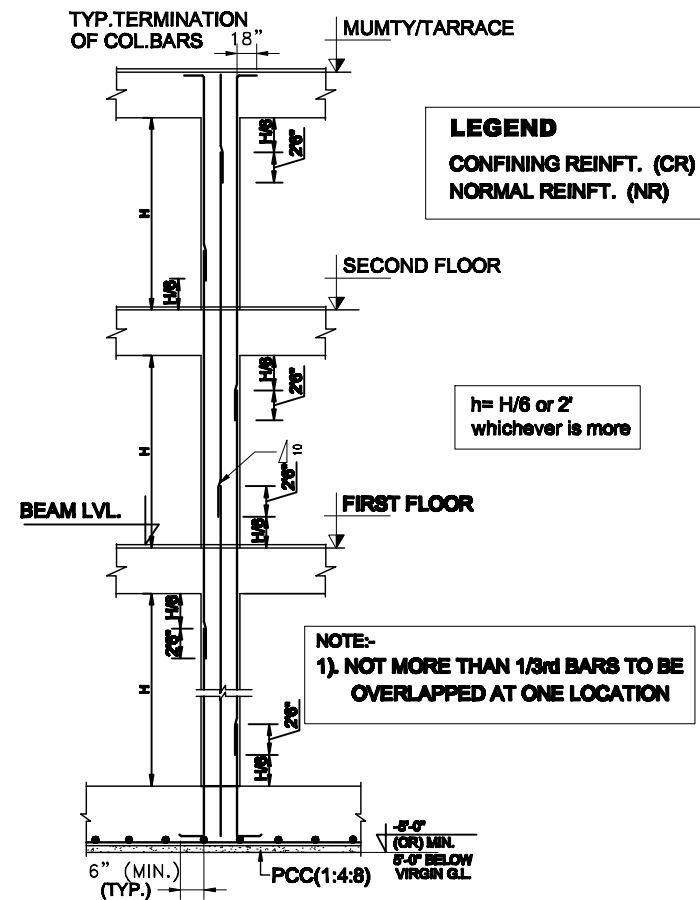 TYP.TERMINATION
OF COL.BARS
18"
MUMTY/TARRACE
H/6
2'6"
LEGEND
CONFINING REINFT. (CR)
NORMAL REINFT. (NR)
H
H/6
SECOND FLOOR
H/6
2'6"
h= H/6 or 2'
whichever is more
H
10
2'6"
BEAM LVL.
FIRST FLOOR
H/6
H/6
2'6"
NOTE:-
1). NOT MORE THAN 1/3rd BARS TO BE
OVERLAPPED AT ONE LOCATION
H
2'6"
H/6
-5'-0"
(OR) MIN.
5'-0" BELOW
VIRGIN G.L.
6" (MIN.)
(TYP.)
PCC(1:4:8)